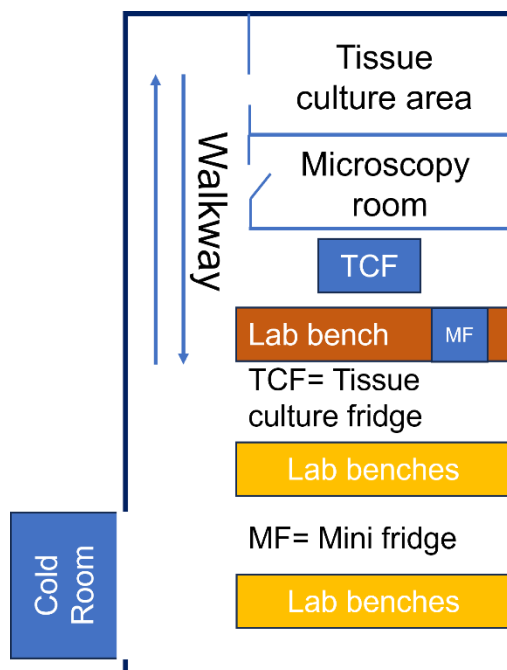 Tissue
culture area
Walkway
Microscopy
room
TCF
Lab bench
MF
TCF= Tissue
culture fridge
Lab benches
MF= Mini fridge
Cold
Room
Lab benches